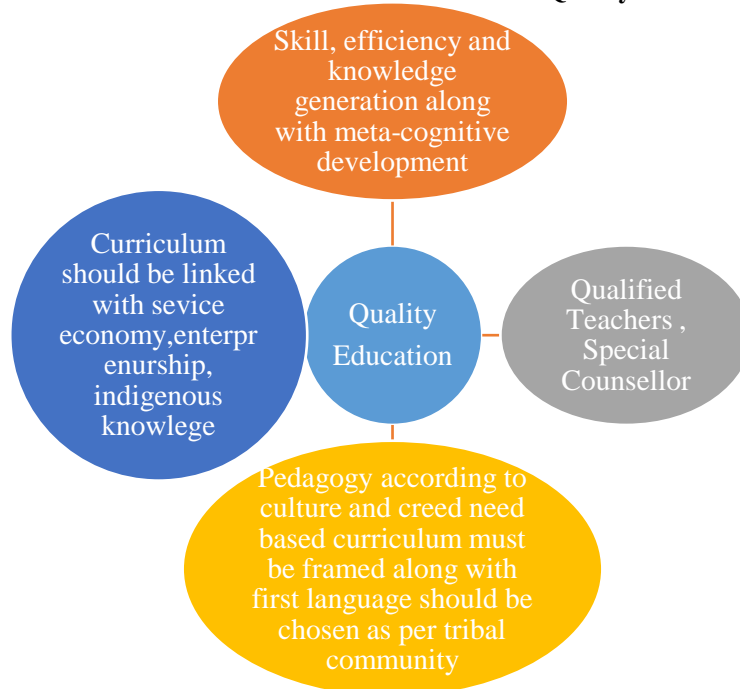 Skill, efficiency and
knowledge
generation along
with meta-cognitive
development
Curriculum
should be linked
with sevice
economy,enterpr
enurship,
indigenous
knowlege
Quality
Education
Qualified
Teachers ,
Special
Counsellor
Pedagogy according to
culture and creed need
based curriculum must
be framed along with
first language should be
chosen as per tribal
community